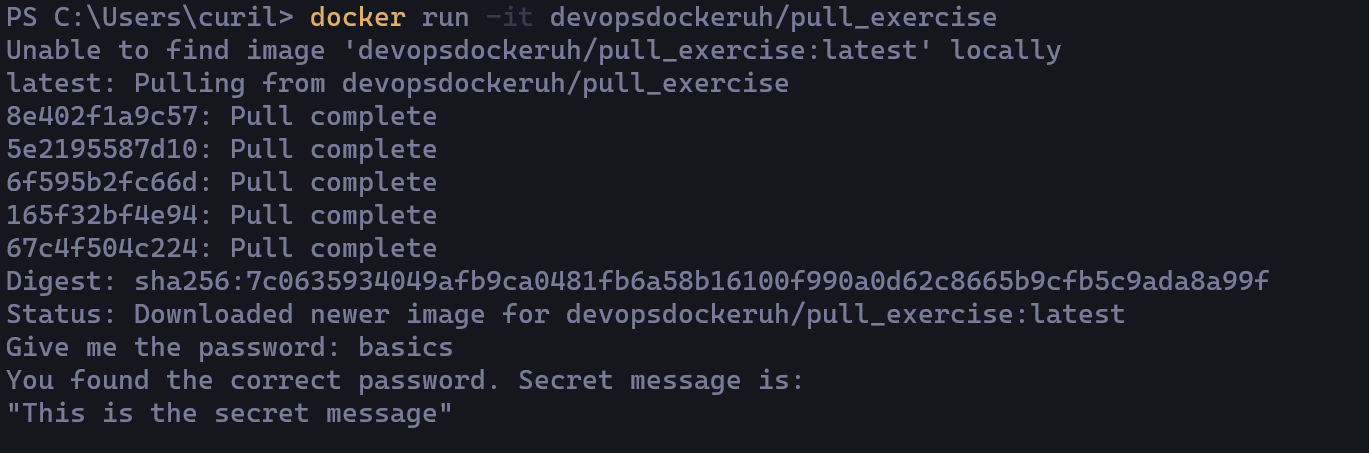 PS C:\Users\curil> docker run -it devopsdockeruh/pull_exercise
Unable to find image 'devopsdockeruh/pull_exercise:latest' locally
latest: Pulling from devopsdockeruh/pull_exercise
8e402f1a9c57: Pull complete
5e2195587d10: Pull complete
6f595b2fc66d: Pull complete
165f32bf4e94: Pull complete
67c4f504c224: Pull complete
Digest: sha256:7c0635934049afb9ca0481fb6a58b16100f990a0d62c8665b9cfb5c9ada8a99f
Status: Downloaded newer image for devopsdockeruh/pull_exercise:latest
Give me the password: basics
You found the correct password. Secret message is:
"This is the secret message"